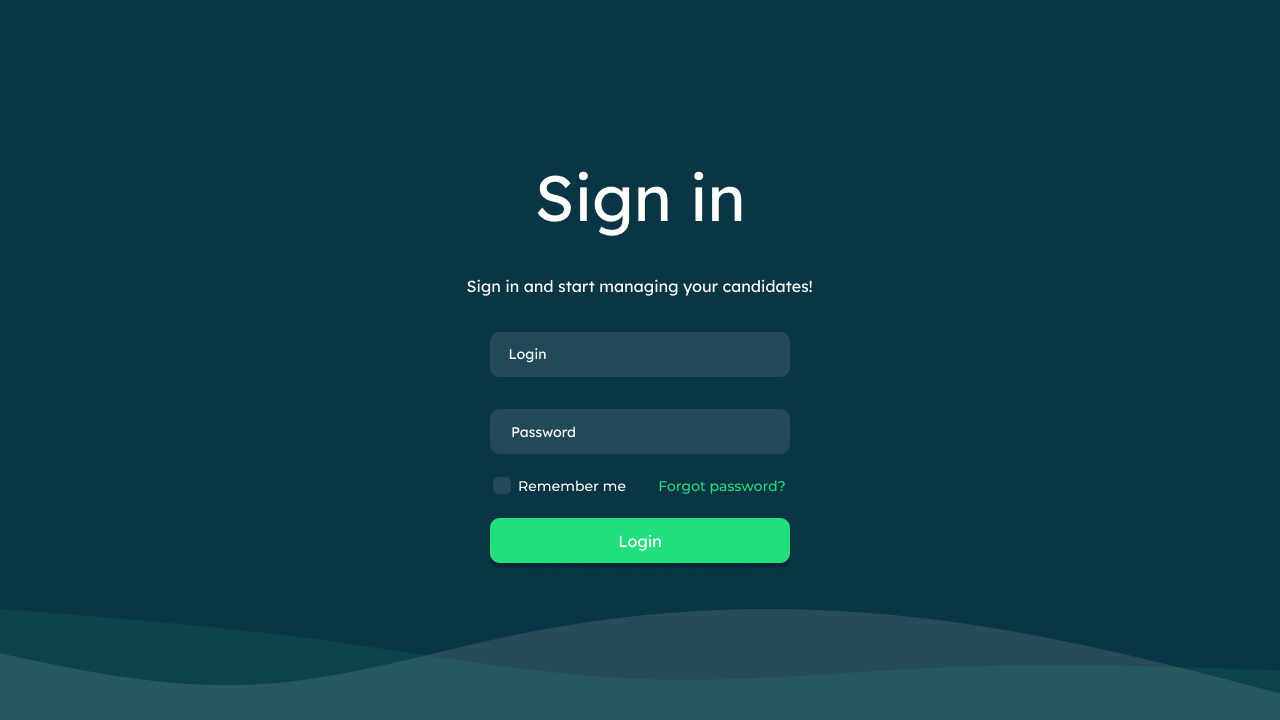 Sign in
Sign in and start managing your candidates!
Login
Password
Remember me Forgot password?
Login